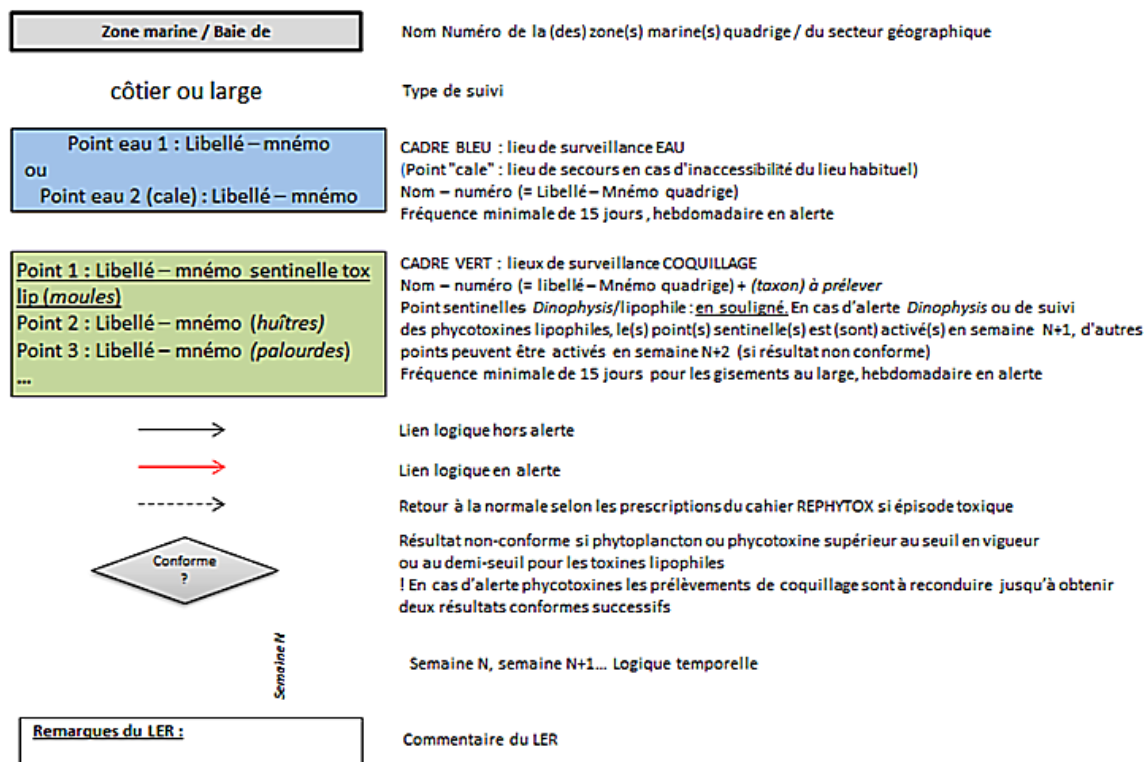 Zone marine / Baie de
Nom Numéro de la (des) zone(s) marine(s) quadrige / du secteur géographique
côtier ou large
Type de suivi
Point eau 1 : Libellé – mnémo
ou
Point eau 2 (cale) : Libellé – mnémo
CADRE BLEU : lieu de surveillance EAU
(Point "cale" : lieu de secours en cas d'inaccessibilité du lieu habituel)
Nom – numéro (= Libellé – Mnémo quadrige)
Fréquence minimale de 15 jours , hebdomadaire en alerte
Point 1 : Libellé – mnémo sentinelle tox
lip (moules)
Point 2 : Libellé – mnémo (huîtres)
Point 3 : Libellé – mnémo (palourdes)
...
CADRE VERT : lieux de surveillance COQUILLAGE
Nom – numéro (= libellé – Mnémo quadrige) + (taxon) à prélever
Point sentinelles Dinophysis/lipophile : en souligné. En cas d'alerte Dinophysis ou de suivi
des phycotoxines lipophiles, le(s) point(s) sentinelle(s) est (sont) activé(s) en semaine N+1, d'autres
points peuvent être activés en semaine N+2 (si résultat non conforme)
Fréquence minimale de 15 jours pour les gisements au large, hebdomadaire en alerte
Lien logique hors alerte
Lien logique en alerte
Retour à la normale selon les prescriptions du cahier REPHYTOX si épisode toxique
Conforme
?
Résultat non-conforme si phytoplancton ou phycotoxine supérieur au seuil en vigueur
ou au demi-seuil pour les toxines lipophiles
! En cas d'alerte phycotoxines les prélèvements de coquillage sont à reconduire jusqu'à obtenir
deux résultats conformes successifs
Semaine N
Semaine N, semaine N+1... Logique temporelle
Remarques du LER :
Commentaire du LER